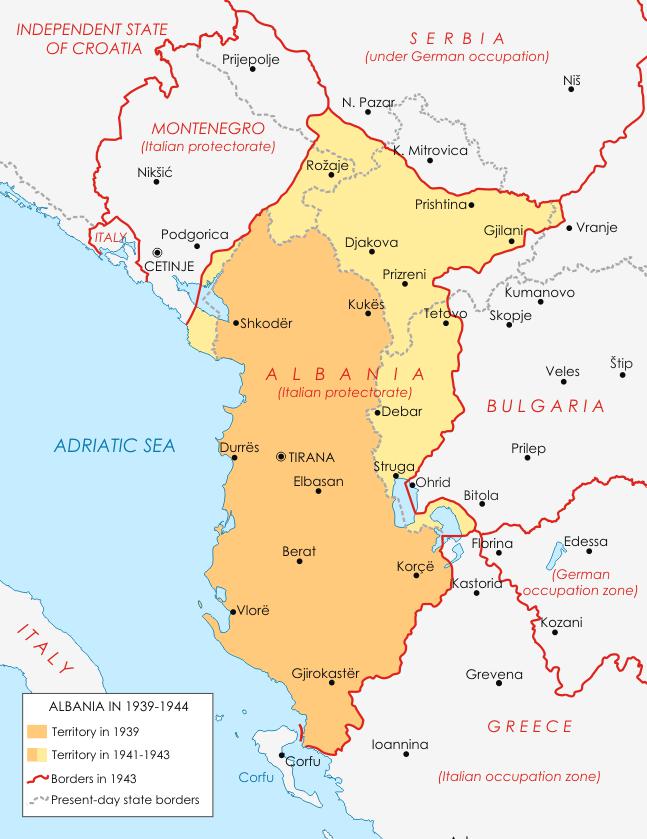 INDEPENDENT STATE
OF CROATIA
SERBIA
(under German occupation)
Prijepolje
Niš
N. Pazar
MONTENEGRO
(Italian protectorate)
K. Mitrovica
Rožaje
Nikšić
Prishtina
ITALY
Podgorica
Gjilani
Vranje
CETINJE
Djakova
Prizreni
Kumanovo
Kukës
Tetovo
Skopje
Shkodër
ALBANIA
(Italian protectorate)
Veles
Štip
Debar
BULGARIA
ADRIATIC SEA
Durrës
TIRANA
Prilep
Struga
Elbasan
Ohrid
Bitola
Berat
Florina
Edessa
Korçë
Kastoria
(German
occupation zone)
Vlorë
Kozani
ITALY
Gjirokastër
Grevena
ALBANIA IN 1939-1944
Territory in 1939
Territory in 1941-1943
Borders in 1943
Present-day state borders
GREECE
Ioannina
Corfu
Corfu
(Italian occupation zone)